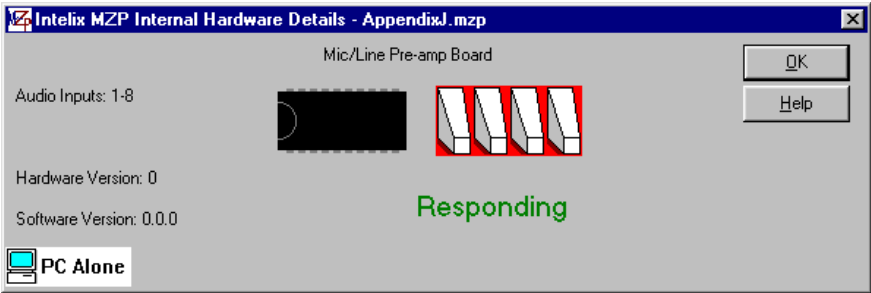 Intelix MZP Internal Hardware Details - AppendixJ.mzp
Mic/Line Pre-amp Board
OK
Audio Inputs: 1-8
Help
Hardware Version: 0
Responding
Software Version: 0.0.0
PC Alone